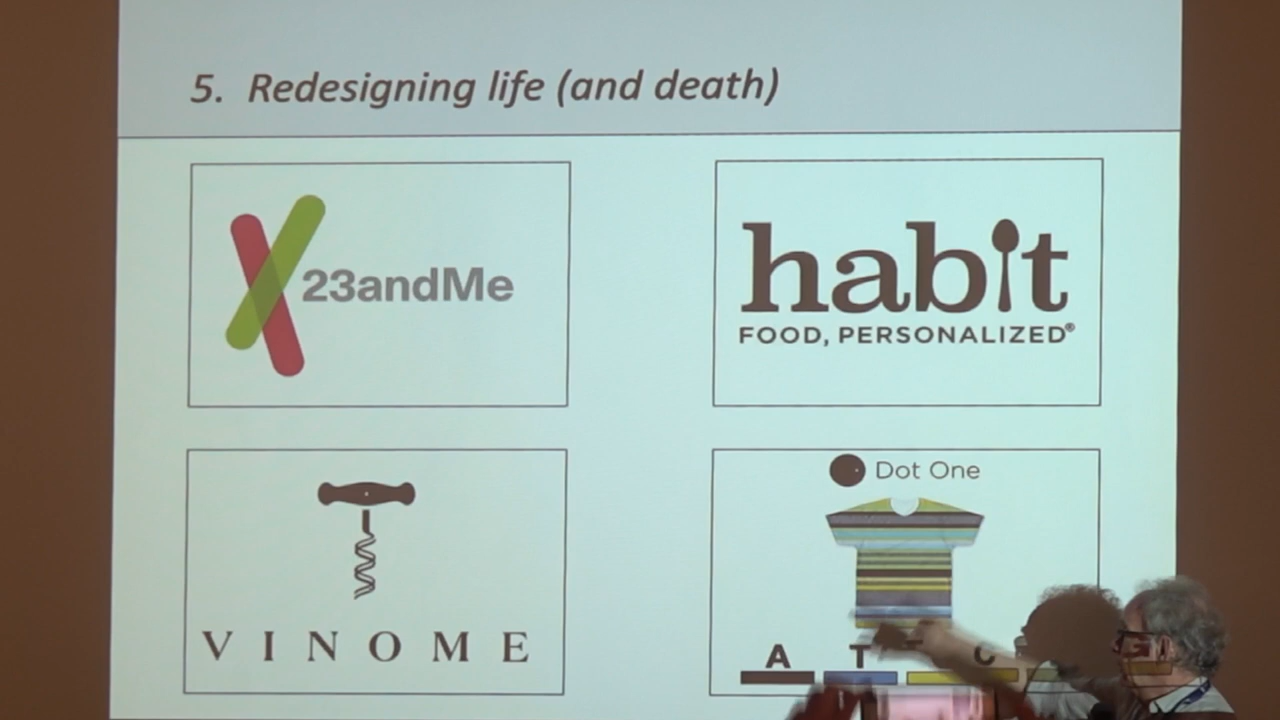 5. Redesigning life (and death)
23andMe
habit
FOOD, PERSONALIZED®
VINOME
Dot One
A T C G